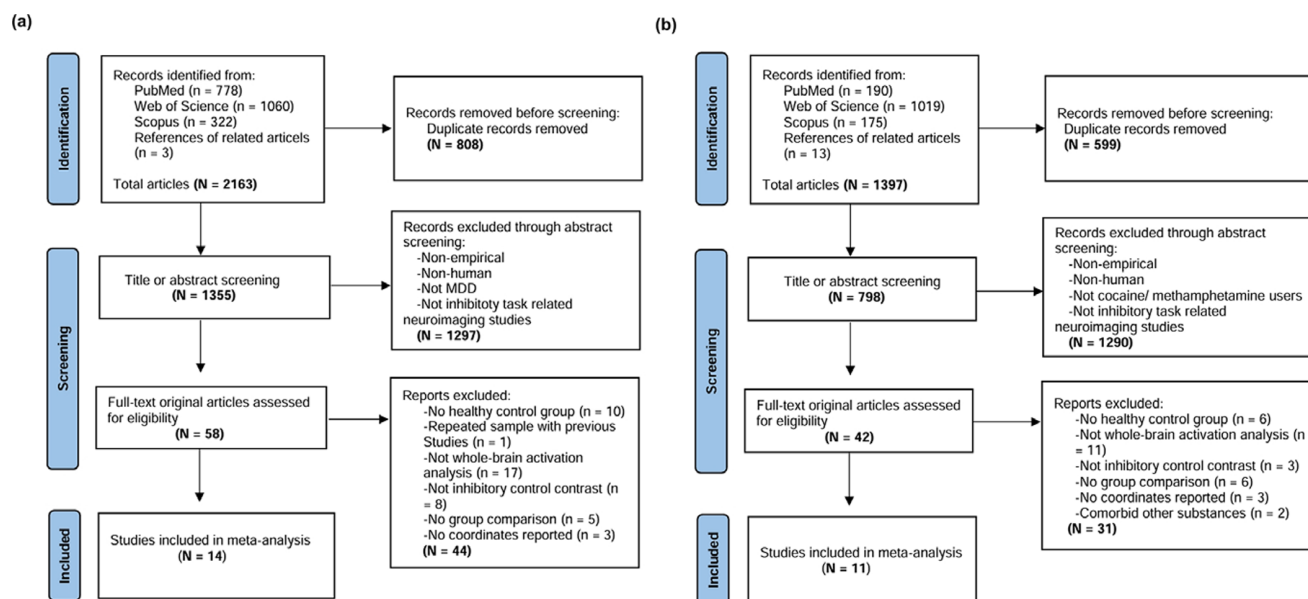 (a)
Identification
Records identified from:
PubMed (n = 778)
Web of Science (n = 1060)
Scopus (n = 322)
References of related articels
(n = 3)
Total articles (N = 2163)
Records removed before screening:
Duplicate records removed
(N = 808)
Screening
Title or abstract screening
(N = 1355)
Records excluded through abstract
screening:
-Non-empirical
-Non-human
-Not MDD
-Not inhibitoty task related
neuroimaging studies
(N = 1297)
Full-text original articles assessed
for eligibility
(N = 58)
Reports excluded:
-No healthy control group (n = 10)
-Repeated sample with previous
Studies (n = 1)
-Not whole-brain activation
analysis (n = 17)
-Not inhibitory control contrast (n
= 8)
-No group comparison (n = 5)
-No coordinates reported (n = 3)
(N = 44)
Included
Studies included in meta-analysis
(N = 14)
(b)
Identification
Records identified from:
PubMed (n = 190)
Web of Science (n = 1019)
Scopus (n = 175)
References of related articels
(n = 13)
Total articles (N = 1397)
Records removed before screening:
Duplicate records removed
(N = 599)
Screening
Title or abstract screening
(N = 798)
Records excluded through abstract
screening:
-Non-empirical
-Non-human
-Not cocaine/ methamphetamine users
-Not inhibitory task related
neuroimaging studies
(N = 1290)
Full-text original articles assessed
for eligibility
(N = 42)
Reports excluded:
-No healthy control group (n = 6)
-Not whole-brain activation analysis (n
= 11)
-Not inhibitory control contrast (n = 3)
-No group comparison (n = 6)
-No coordinates reported (n = 3)
-Comorbid other substances (n = 2)
(N = 31)
Included
Studies included in meta-analysis
(N = 11)